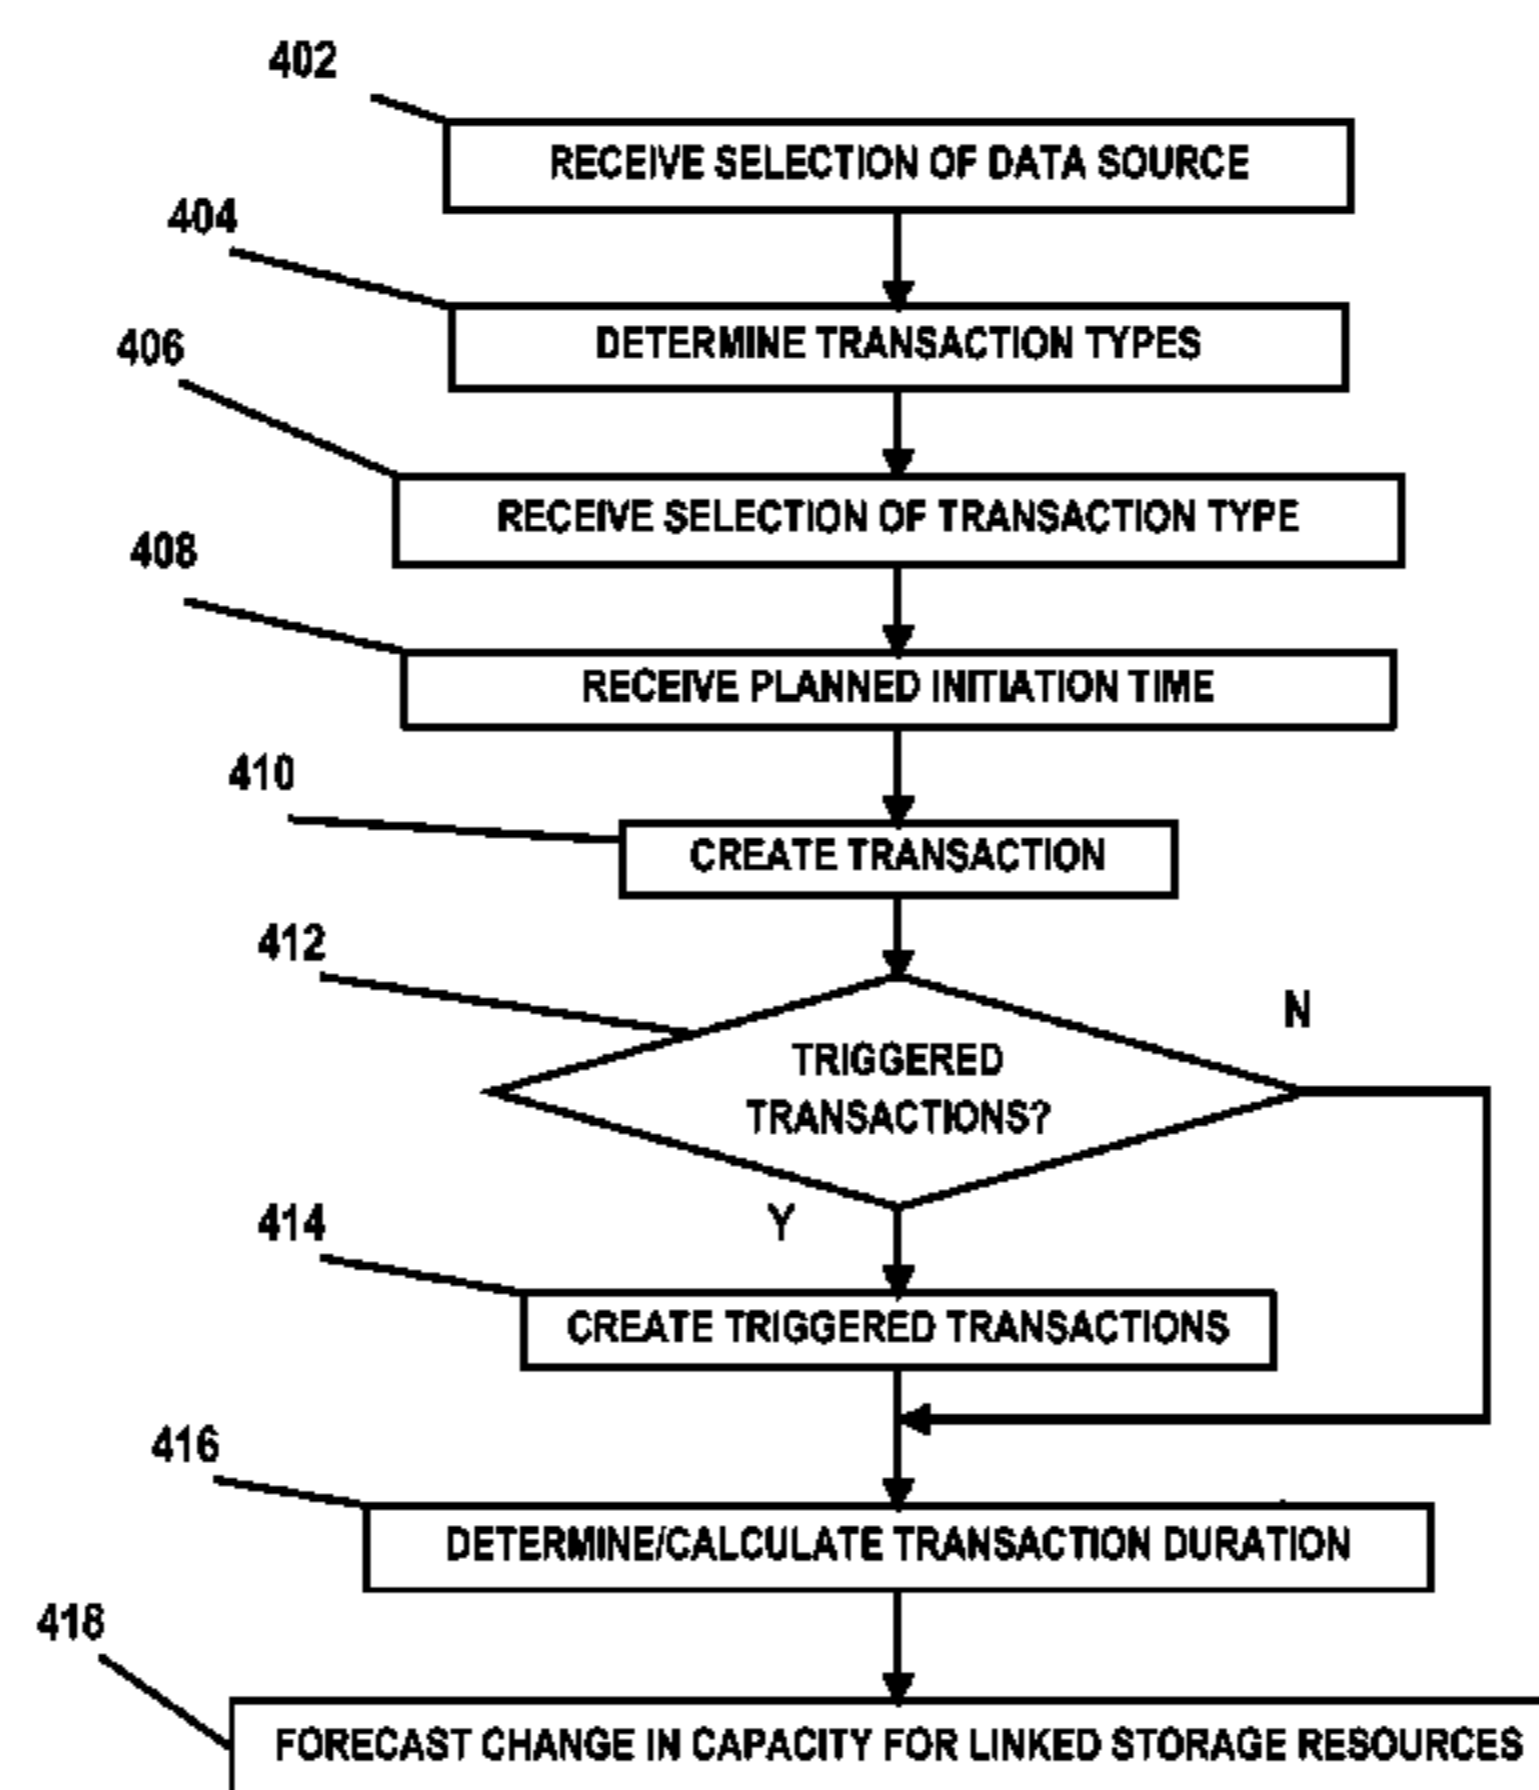 402
RECEIVE SELECTION OF DATA SOURCE
404
DETERMINE TRANSACTION TYPES
406
RECEIVE SELECTION OF TRANSACTION TYPE
408
RECEIVE PLANNED INITIATION TIME
410
CREATE TRANSACTION
412
TRIGGERED
TRANSACTIONS?
N
Y
414
CREATE TRIGGERED TRANSACTIONS
416
DETERMINE/CALCULATE TRANSACTION DURATION
418
FORECAST CHANGE IN CAPACITY FOR LINKED STORAGE RESOURCES